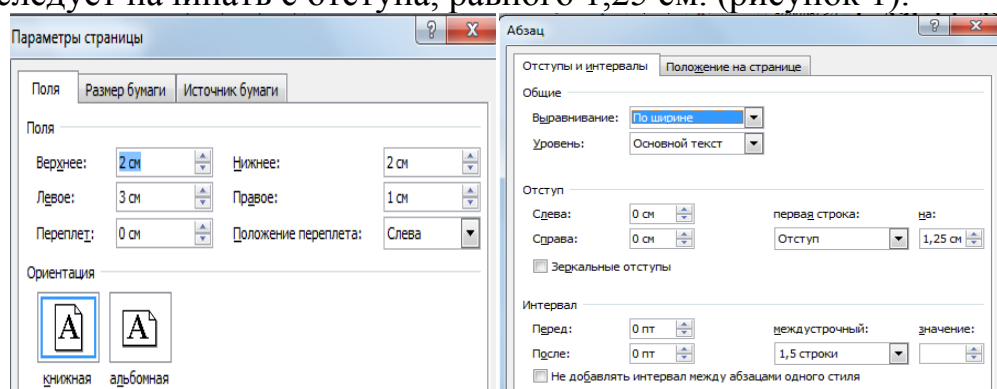 следует начинать с отступа, равного 1,25 см. (рисунок 1).
Параметры страницы
Поля Размер бумаги Источник бумаги
Поля
Верхнее: 2 см Нижнее: 2 см
Левое: 3 см Правое: 1 см
Переплет: 0 см Положение переплета: Слева
Ориентация
А А
книжная альбомная
Абзац
Отступы и интервалы Положение на странице
Общие
Выравнивание: По ширине
Уровень: Основной текст
Отступ
Слева: 0 см первая строка: на:
Справа: 0 см Отступ 1,25 см
Зеркальные отступы
Интервал
Перед: 0 пт междустрочный: значение:
После: 0 пт 1,5 строки
Не добавлять интервал между абзацами одного стиля